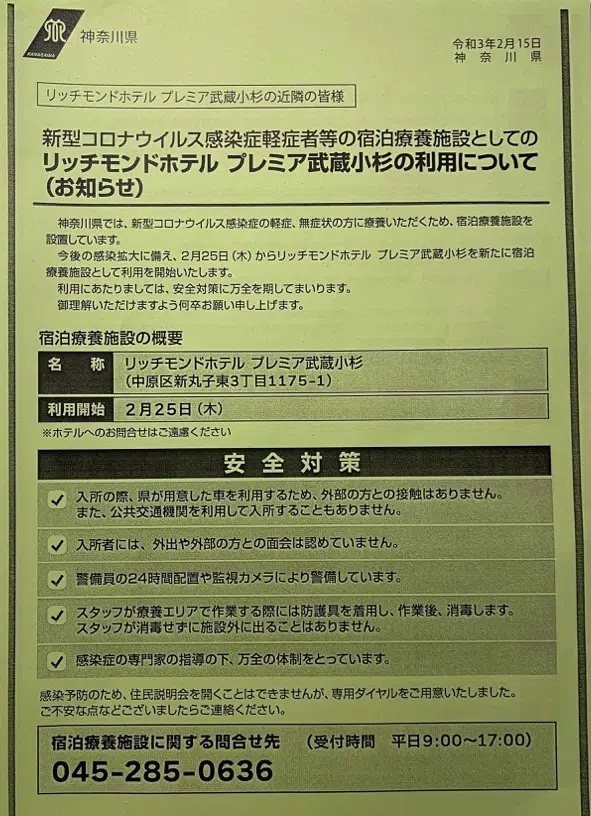 神奈川県
KANAGAWA
令和3年2月15日
神奈川県
リッチモンドホテル プレミア武蔵小杉の近隣の皆様
新型コロナウイルス感染症軽症者等の宿泊療養施設としての
リッチモンドホテル プレミア武蔵小杉の利用について
（お知らせ）
神奈川県では、新型コロナウイルス感染症の軽症、無症状の方に療養いただくため、宿泊療養施設を
設置しています。
今後の感染拡大に備え、2月25日（木）からリッチモンドホテル プレミア武蔵小杉を新たに宿泊
療養施設として利用を開始いたします。
利用にあたりましては、安全対策に万全を期してまいります。
御理解いただけますよう何卒お願い申し上げます。
宿泊療養施設の概要
名　称　リッチモンドホテル プレミア武蔵小杉
（中原区新丸子東3丁目1175-1）
利用開始　2月25日（木）
※ホテルへのお問合せはご遠慮ください
安全対策
入所の際、県が用意した車を利用するため、外部の方との接触はありません。
また、公共交通機関を利用して入所することもありません。
入所者には、外出や外部の方との面会は認めていません。
警備員の24時間配置や監視カメラにより警備しています。
スタッフが療養エリアで作業する際には防護具を着用し、作業後、消毒します。
スタッフが消毒せずに施設外に出ることはありません。
感染症の専門家の指導の下、万全の体制をとっています。
感染予防のため、住民説明会を開くことはできませんが、専用ダイヤルをご用意いたしました。
ご不安な点などございましたらご連絡ください。
宿泊療養施設に関する問合せ先　（受付時間　平日9:00～17:00）
045-285-0636